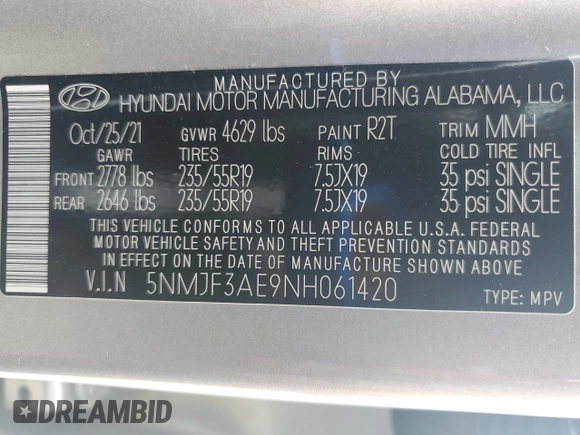 MANUFACTURED BY
HYUNDAI MOTOR MANUFACTURING ALABAMA, LLC
Oct/25/21 GVWR 4629 lbs PAINT R2T TRIM MMH
GAWR TIRES RIMS COLD TIRE INFL
FRONT 2778 lbs 235/55R19 7.5JX19 35 psi SINGLE
REAR 2646 lbs 235/55R19 7.5JX19 35 psi SINGLE
THIS VEHICLE CONFORMS TO ALL APPLICABLE U.S.A. FEDERAL
MOTOR VEHICLE SAFETY AND THEFT PREVENTION STANDARDS
IN EFFECT ON THE DATE OF MANUFACTURE SHOWN ABOVE
V.I.N 5NMJF3AE9NH061420 TYPE: MPV
DREAMBID